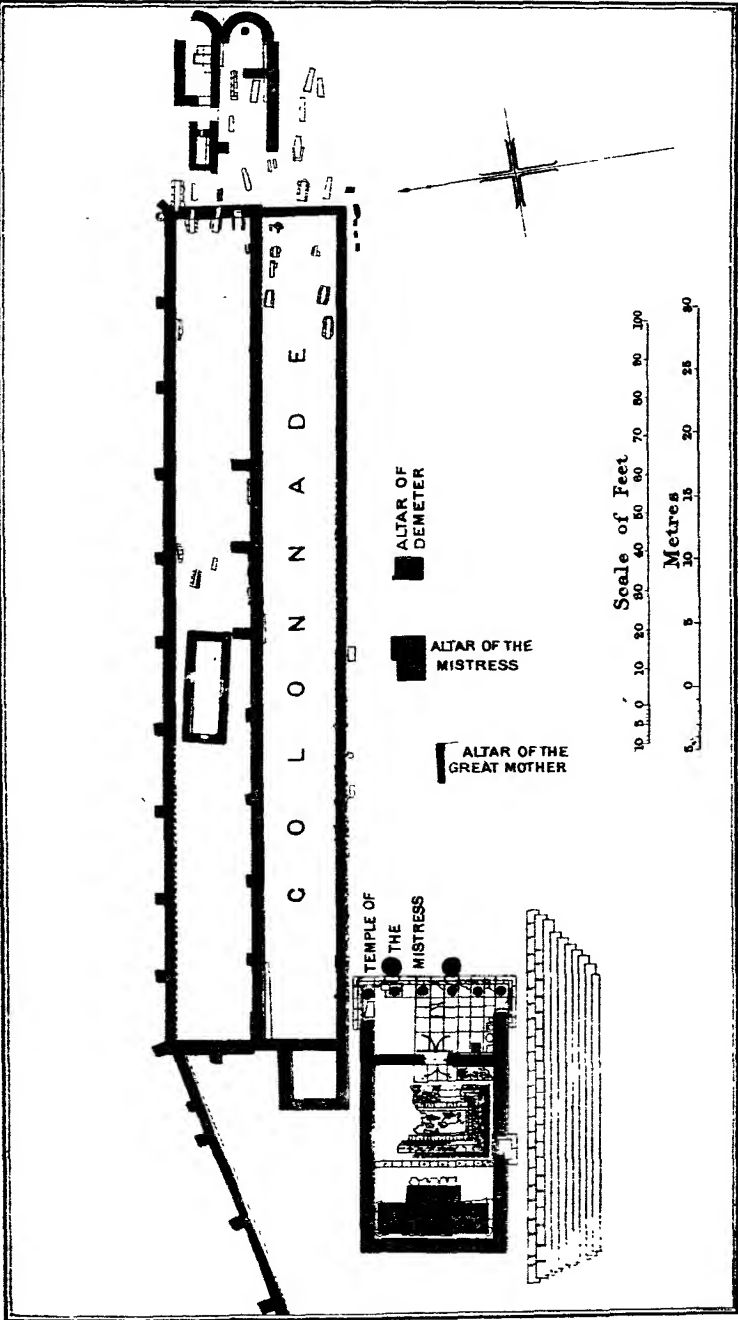 COLONNADE
ALTAR OF
DEMETER
ALTAR OF THE
MISTRESS
ALTAR OF THE
GREAT MOTHER
TEMPLE OF
THE
MISTRESS
Scale of Feet
10 5 0 10 20 30 40 50 60 70 80 90 100
Metres
5 0 5 10 15 20 25 30